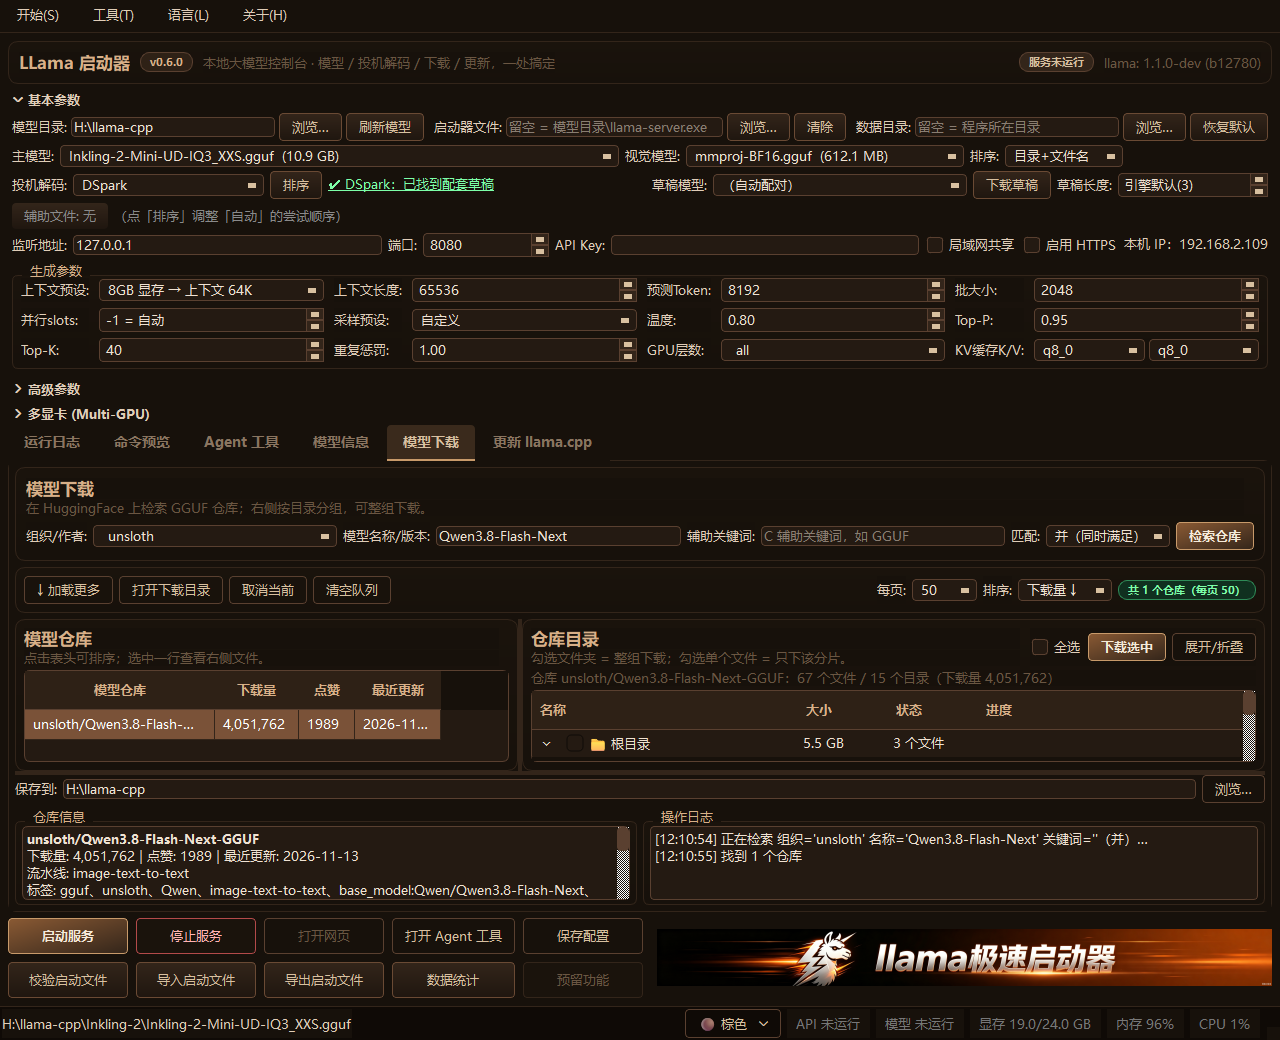 开始(S) 工具(T) 语言(L) 关于(H)
LLama 启动器 v0.6.0 本地大模型控制台 · 模型 / 投机解码 / 下载 / 更新，一处搞定 服务未运行 llama: 1.1.0-dev (b12780)
基本参数
模型目录: H:\llama-cpp 浏览... 刷新模型 启动器文件: 留空 = 模型目录\llama-server.exe 浏览... 清除 数据目录: 留空 = 程序所在目录 浏览... 恢复默认
主模型: Inkling-2-Mini-UD-IQ3_XXS.gguf (10.9 GB) 视觉模型: mmproj-BF16.gguf (612.1 MB) 排序: 目录+文件名
投机解码: DSpark 排序 ✔ DSpark：已找到配套草稿 草稿模型: （自动配对） 下载草稿 草稿长度: 引擎默认(3)
辅助文件: 无 （点「排序」调整「自动」的尝试顺序）
监听地址: 127.0.0.1 端口: 8080 API Key: 局域网共享 启用 HTTPS 本机 IP：192.168.2.109
生成参数
上下文预设: 8GB 显存 → 上下文 64K 上下文长度: 65536 预测Token: 8192 批大小: 2048
并行slots: -1 = 自动 采样预设: 自定义 温度: 0.80 Top-P: 0.95
Top-K: 40 重复惩罚: 1.00 GPU层数: all KV缓存K/V: q8_0 q8_0
高级参数
多显卡 (Multi-GPU)
运行日志 命令预览 Agent 工具 模型信息 模型下载 更新 llama.cpp
模型下载
在 HuggingFace 上检索 GGUF 仓库；右侧按目录分组，可整组下载。
组织/作者: unsloth 模型名称/版本: Qwen3.8-Flash-Next 辅助关键词: C 辅助关键词，如 GGUF 匹配: 并（同时满足） 检索仓库
↓ 加载更多 打开下载目录 取消当前 清空队列 每页: 50 排序: 下载量 ↓ 共 1 个仓库（每页 50）
模型仓库
点击表头可排序；选中一行查看右侧文件。
模型仓库 下载量 点赞 最近更新
unsloth/Qwen3.8-Flash-... 4,051,762 1989 2026-11...
仓库目录
勾选文件夹 = 整组下载；勾选单个文件 = 只下该分片。
全选 下载选中 展开/折叠
仓库 unsloth/Qwen3.8-Flash-Next-GGUF：67 个文件 / 15 个目录（下载量 4,051,762）
名称 大小 状态 进度
根目录 5.5 GB 3 个文件
保存到: H:\llama-cpp 浏览...
仓库信息
unsloth/Qwen3.8-Flash-Next-GGUF
下载量: 4,051,762 | 点赞: 1989 | 最近更新: 2026-11-13
流水线: image-text-to-text
标签: gguf、unsloth、Qwen、image-text-to-text、base_model:Qwen/Qwen3.8-Flash-Next、
操作日志
[12:10:54] 正在检索 组织='unsloth' 名称='Qwen3.8-Flash-Next' 关键词=''（并）...
[12:10:55] 找到 1 个仓库
启动服务 停止服务 打开网页 打开 Agent 工具 保存配置
校验启动文件 导入启动文件 导出启动文件 数据统计 预留功能
llama极速启动器
H:\llama-cpp\Inkling-2\Inkling-2-Mini-UD-IQ3_XXS.gguf 棕色 API 未运行 模型 未运行 显存 19.0/24.0 GB 内存 96% CPU 1%